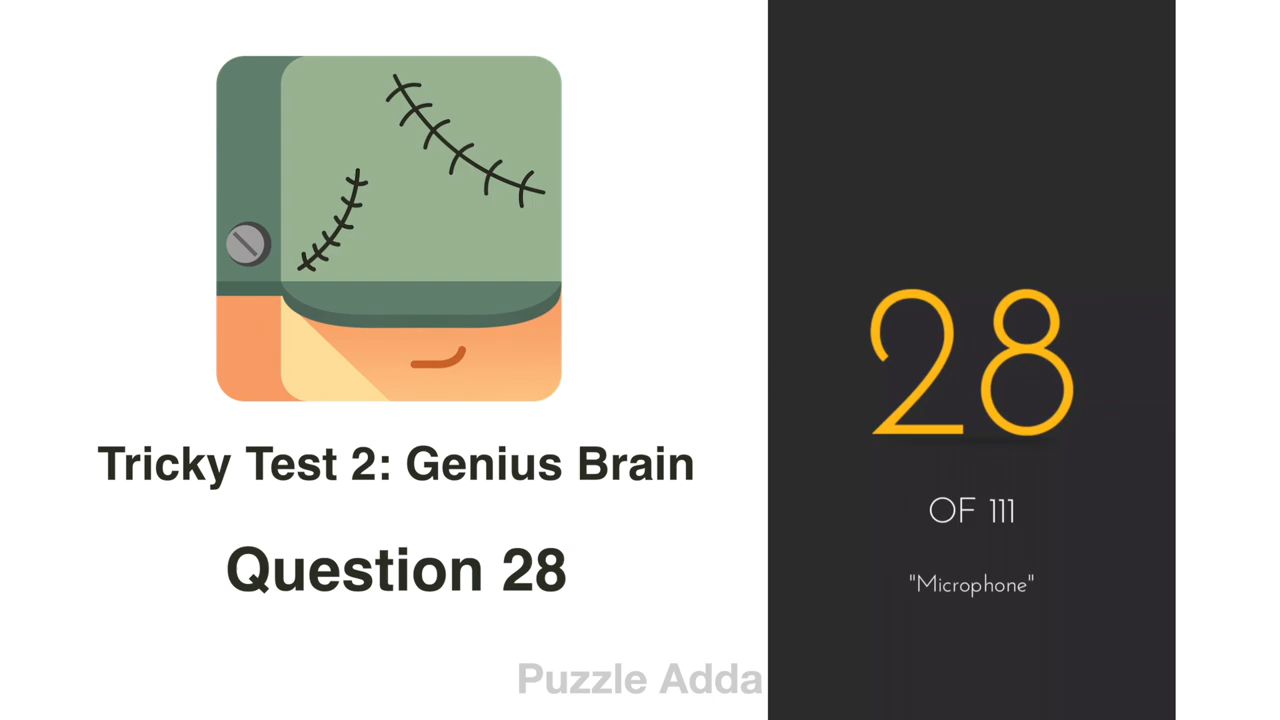 Tricky Test 2: Genius Brain
Question 28
Puzzle Adda
28
OF 111
"Microphone"